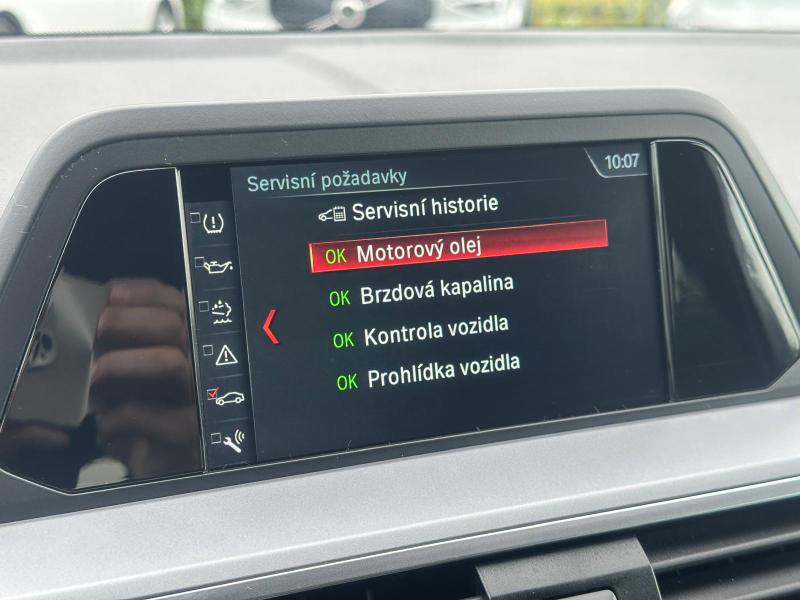 Servisní požadavky
10:07
Servisní historie
OK Motorový olej
OK Brzdová kapalina
OK Kontrola vozidla
OK Prohlídka vozidla